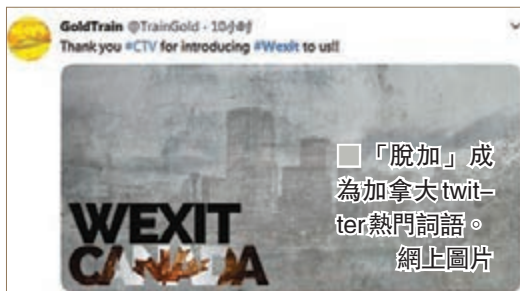 GoldTrain @TrainGold · 10小時
Thank you #CTV for introducing #Wexit to us!!
□「脫加」成
為加拿大twit-
ter熱門詞語。
網上圖片
WEXIT
CANADA